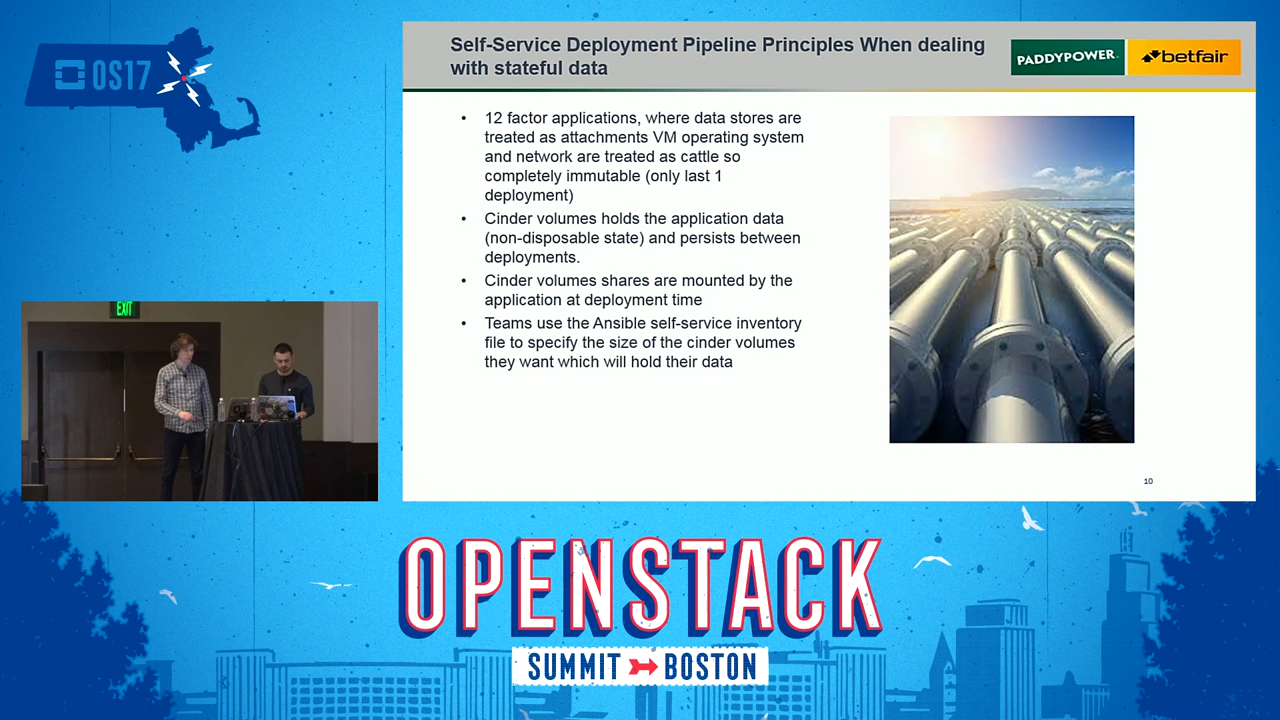 OS17
Self-Service Deployment Pipeline Principles When dealing
with stateful data
PADDYPOWER.
betfair
• 12 factor applications, where data stores are
treated as attachments VM operating system
and network are treated as cattle so
completely immutable (only last 1
deployment)
• Cinder volumes holds the application data
(non-disposable state) and persists between
deployments.
• Cinder volumes shares are mounted by the
application at deployment time
• Teams use the Ansible self-service inventory
file to specify the size of the cinder volumes
they want which will hold their data
10
EXIT
OPENSTACK
SUMMIT BOSTON